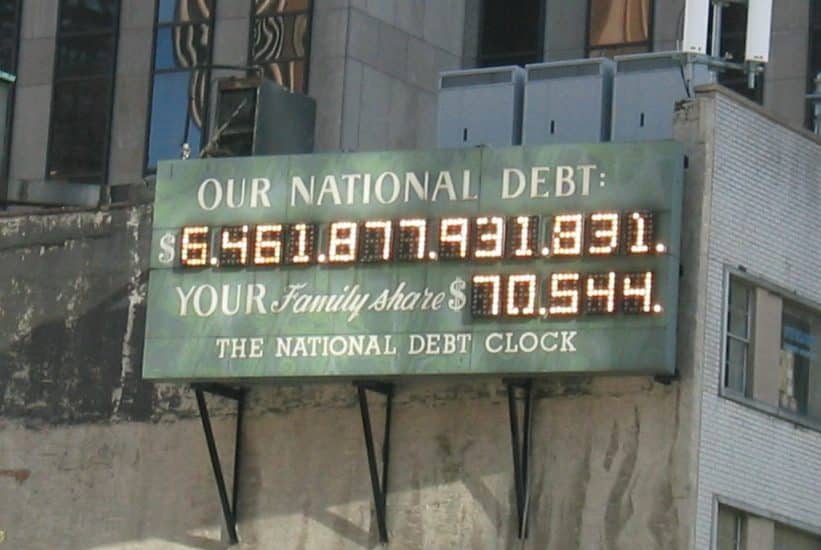 OUR NATIONAL DEBT:
$6.461.877.931.831.
YOUR Family share $70.544.
THE NATIONAL DEBT CLOCK